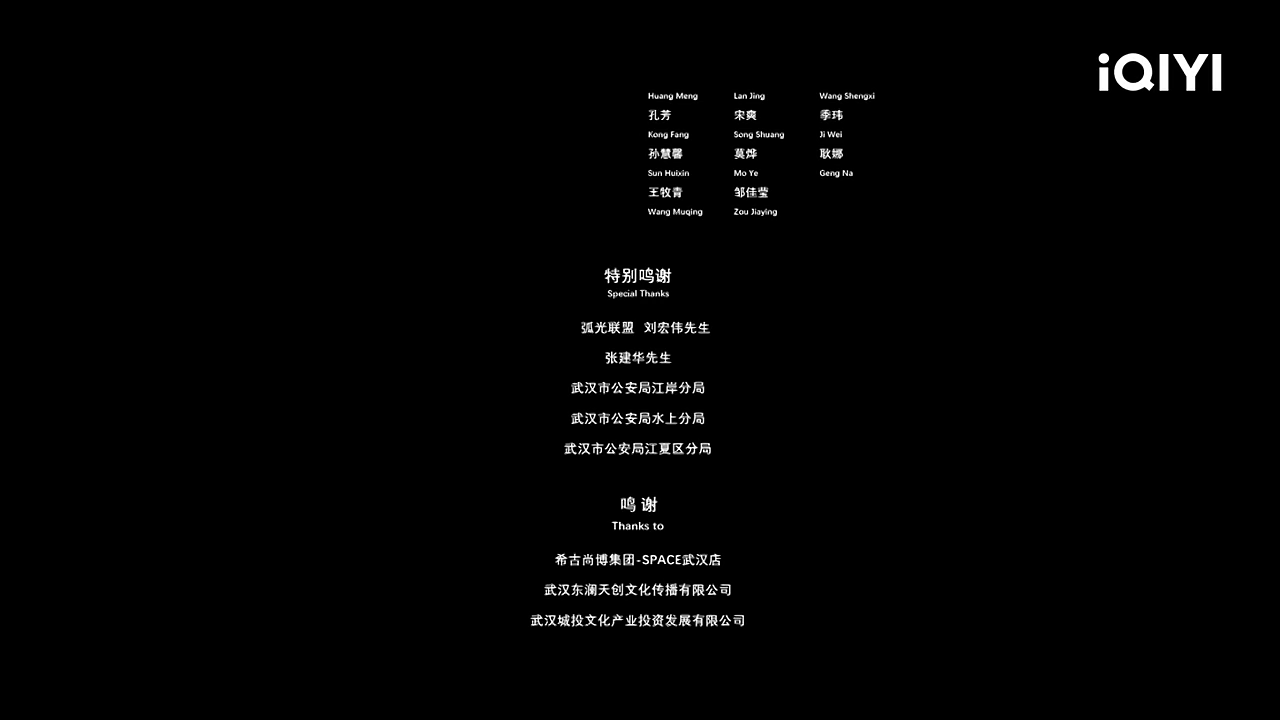 iQIYI
Huang Meng Lan Jing Wang Shengxi
孔芳 宋爽 季玮
Kong Fang Song Shuang Ji Wei
孙慧馨 莫烨 耿娜
Sun Huixin Mo Ye Geng Na
王牧青 邹佳莹
Wang Muqing Zou Jiaying
特别鸣谢
Special Thanks
弧光联盟 刘宏伟先生
张建华先生
武汉市公安局江岸分局
武汉市公安局水上分局
武汉市公安局江夏区分局
鸣 谢
Thanks to
希古尚博集团-SPACE武汉店
武汉东澜天创文化传播有限公司
武汉城投文化产业投资发展有限公司